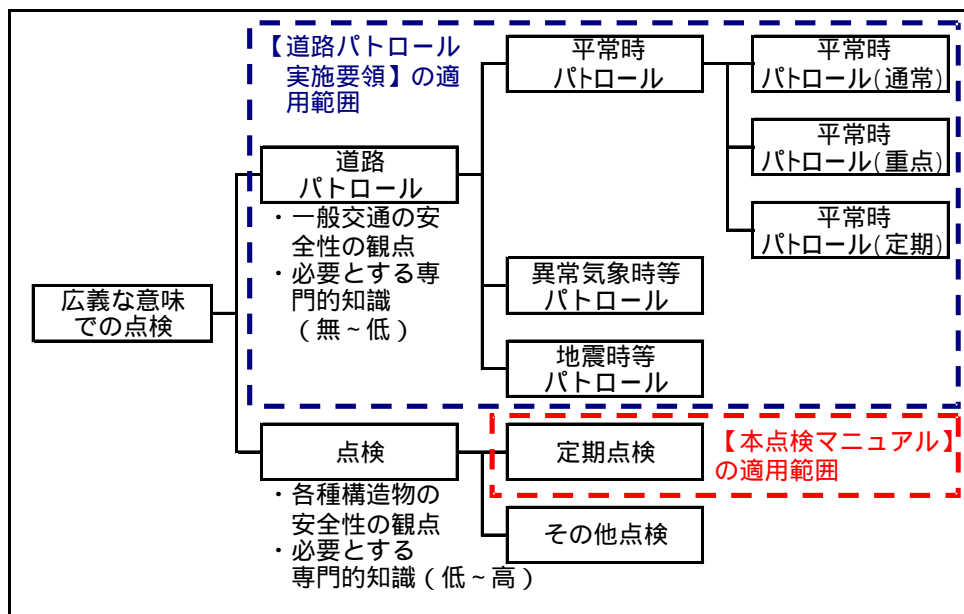 【道路パトロール
実施要領】の適
用範囲
平常時
パトロール
平常時
パトロール(通常)
平常時
パトロール(重点)
平常時
パトロール(定期)
道路
パトロール
・一般交通の安
全性の観点
・必要とする専
門的知識
(無~低)
異常気象時等
パトロール
地震時等
パトロール
広義な意味
での点検
点検
・各種構造物の
安全性の観点
・必要とする
専門的知識(低~高)
定期点検
【本点検マニュアル】
の適用範囲
その他点検